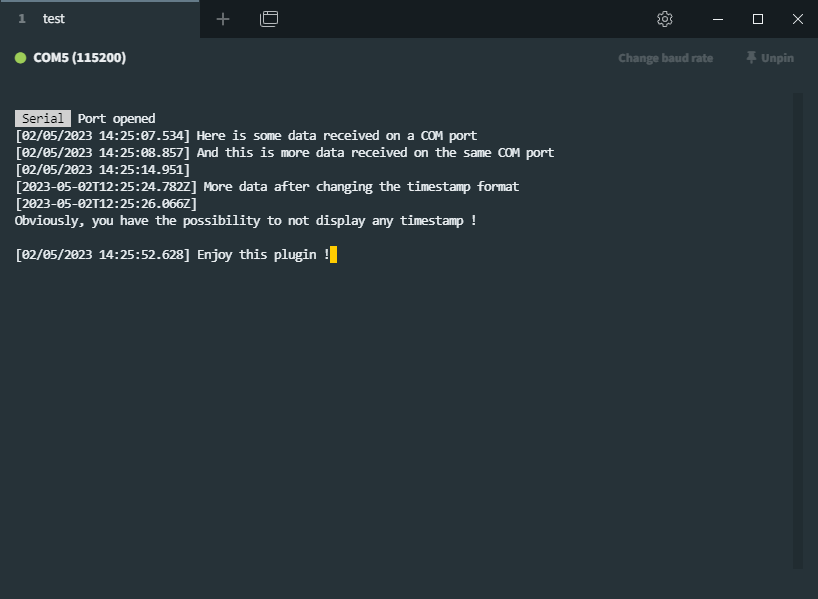 1 test
COM5 (115200) Change baud rate Unpin
Serial Port opened
[02/05/2023 14:25:07.534] Here is some data received on a COM port
[02/05/2023 14:25:08.857] And this is more data received on the same COM port
[02/05/2023 14:25:14.951]
[2023-05-02T12:25:24.782Z] More data after changing the timestamp format
[2023-05-02T12:25:26.066Z]
Obviously, you have the possibility to not display any timestamp !
[02/05/2023 14:25:52.628] Enjoy this plugin !